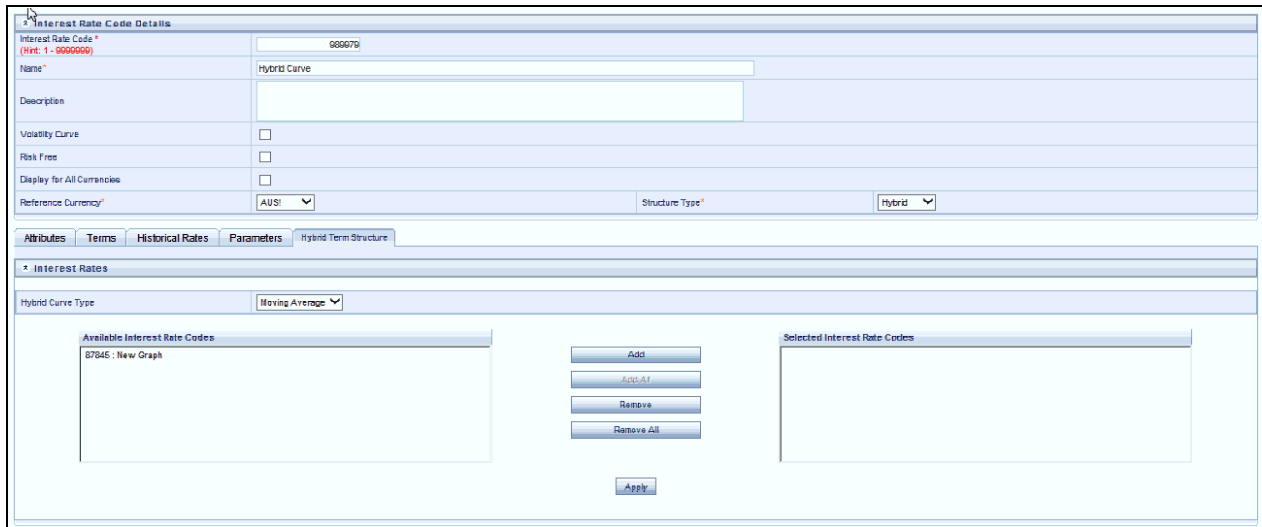 Interest Rate Code Details
Interest Rate Code *
(Hint: 1 - 9999999)
989979
Name*
Hybrid Curve
Description
Volatility Curve
Risk Free
Display for All Currencies
Reference Currency*
AUS!
Structure Type*
Hybrid
Attributes Terms Historical Rates Parameters Hybrid Term Structure
Interest Rates
Hybrid Curve Type
Moving Average
Available Interest Rate Codes
87845 : New Graph
Add
Add All
Remove
Remove All
Selected Interest Rate Codes
Apply